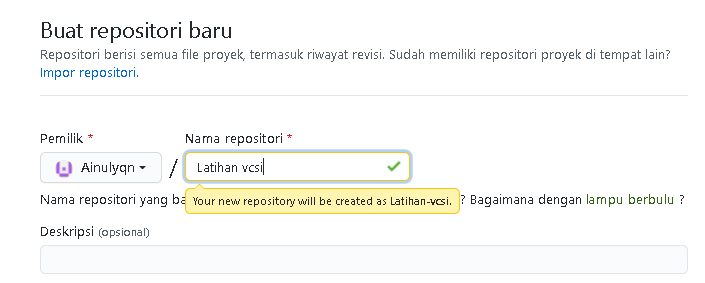 Buat repositori baru
Repositori berisi semua file proyek, termasuk riwayat revisi. Sudah memiliki repositori proyek di tempat lain?
Impor repositori.
Pemilik * Nama repositori *
Ainulyqn / Latihan vcsi
Nama repositori yang ba ? Bagaimana dengan lampu berbulu ?
Your new repository will be created as Latihan-vcsi.
Deskripsi (opsional)